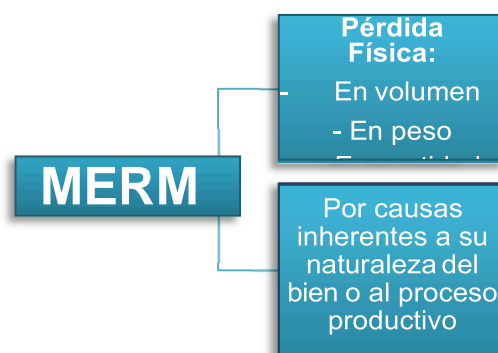 Pérdida
Física:
- En volumen
- En peso
MERM
Por causas
inherentes a su
naturaleza del
bien o al proceso
productivo